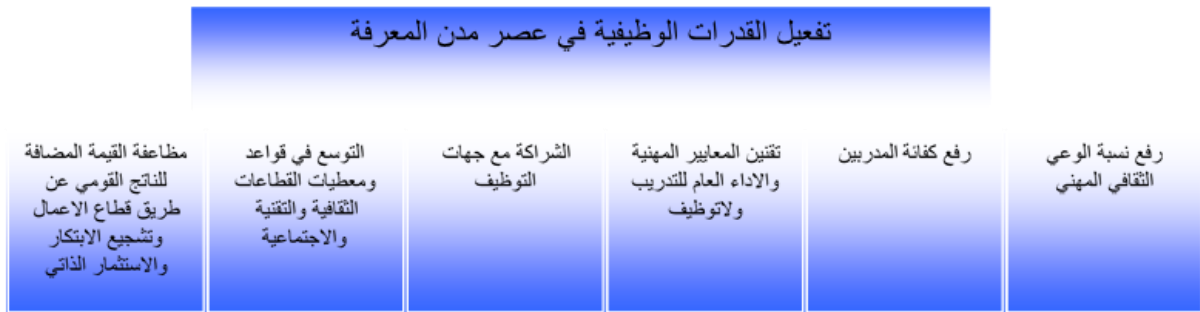 تفعيل القدرات الوظيفية في عصر مدن المعرفة
رفع نسبة الوعي
الثقافي المهني
رفع كفائة المدربين
تقنين المعايير المهنية
والاداء العام للتدريب
ولاتوظيف
الشراكة مع جهات
التوظيف
التوسع في قواعد
ومعطيات القطاعات
الثقافية والتقنية
والاجتماعية
مظاعفة القيمة المضافة
للناتج القومي عن
طريق قطاع الاعمال
وتشجيع الابتكار
والاستثمار الذاتي